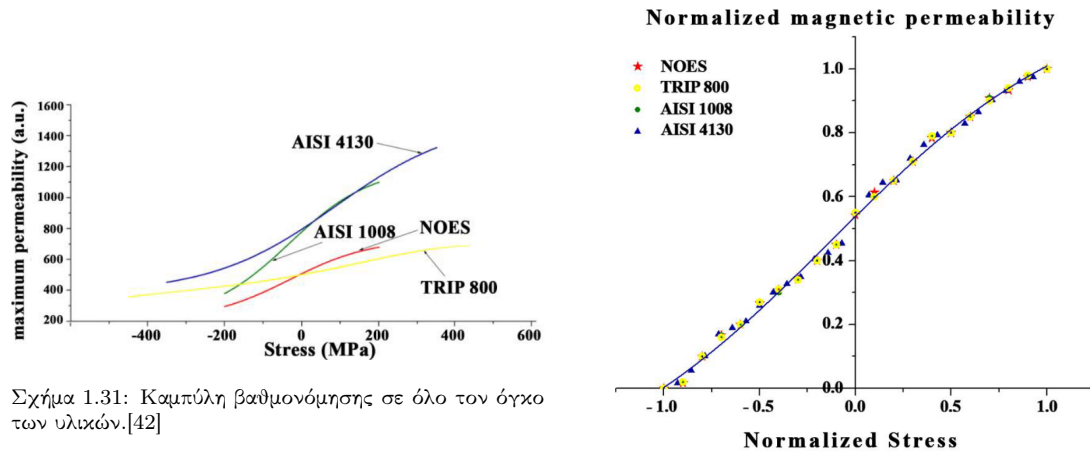 maximum permeability (a.u.)
1600
1400
1200
1000
800
600
400
200
AISI 4130
AISI 1008
NOES
TRIP 800
-400 -200 0 200 400 600
Stress (MPa)
Σχήμα 1.31: Καμπύλη βαθμονόμησης σε όλο τον όγκο
των υλικών.[42]
Normalized magnetic permeability
NOES
TRIP 800
AISI 1008
AISI 4130
1.0
0.8
0.6
0.4
0.2
0.0
-1.0 -0.5 0.0 0.5 1.0
Normalized Stress